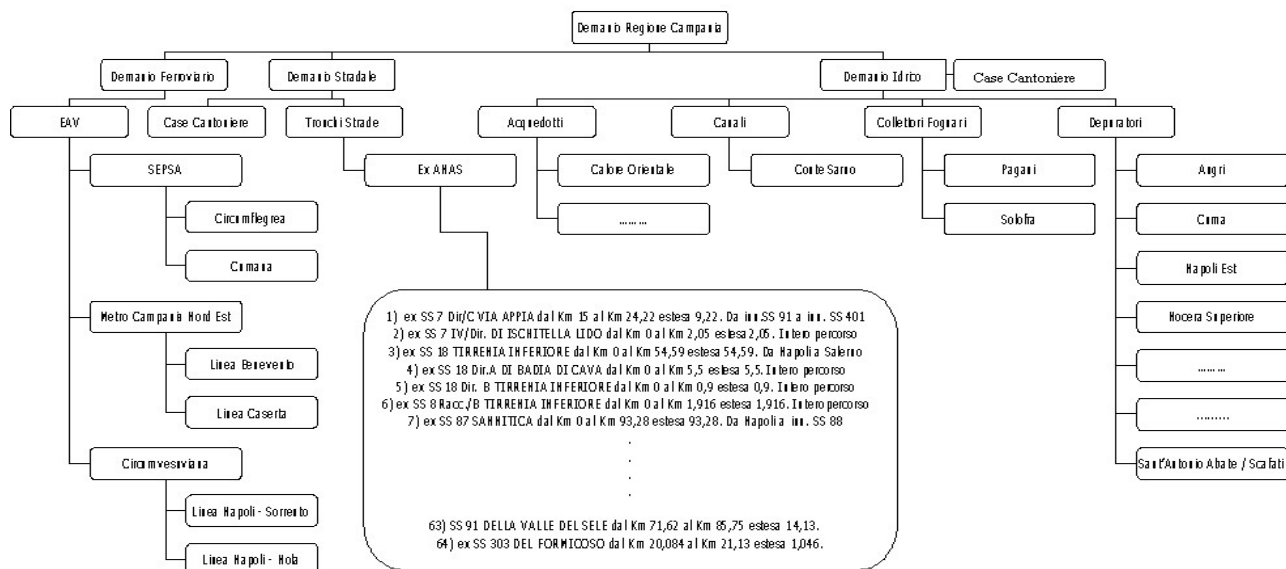 Demanio Regione Campania
Demanio Ferroviario
Demanio Stradale
Demanio Idrico
Case Cantoniere
EAV
Case Cantoniere
Tronchi Strade
Acquedotti
Canali
Collettori Fognari
Depuratori
SEPSA
Ex ANAS
Calore Orientale
Conte Sarno
Pagani
Angri
Circumflegrea
.........
Solofra
Cuma
Cumana
Napoli Est
Metro Campania Nord Est
Nocera Superiore
Linea Benevento
.........
Linea Caserta
..........
Circumvesuviana
Sant'Antonio Abate / Scafati
Linea Napoli - Sorrento
Linea Napoli - Nola
1) ex SS 7 Dir/C VIA APPIA dal Km 15 al Km 24,22 estesa 9,22. Da inn.SS 91 a inn. SS 401
2) ex SS 7 IV/Dir. DI ISCHITELLA LIDO dal Km 0 al Km 2,05 estesa 2,05. Intero percorso
3) ex SS 18 TIRRENIA INFERIORE dal Km 0 al Km 54,59 estesa 54,59. Da Napoli a Salerno
4) ex SS 18 Dir.A DI BADIA DI CAVA dal Km 0 al Km 5,5 estesa 5,5. Intero percorso
5) ex SS 18 Dir. B TIRRENIA INFERIORE dal Km 0 al Km 0,9 estesa 0,9. Intero percorso
6) ex SS 8 Racc./B TIRRENIA INFERIORE dal Km 0 al Km 1,916 estesa 1,916. Intero percorso
7) ex SS 87 SANNITICA dal Km 0 al Km 93,28 estesa 93,28. Da Napoli a inn. SS 88
.
.
.
.
63) SS 91 DELLA VALLE DEL SELE dal Km 71,62 al Km 85,75 estesa 14,13.
64) ex SS 303 DEL FORMICOSO dal Km 20,084 al Km 21,13 estesa 1,046.